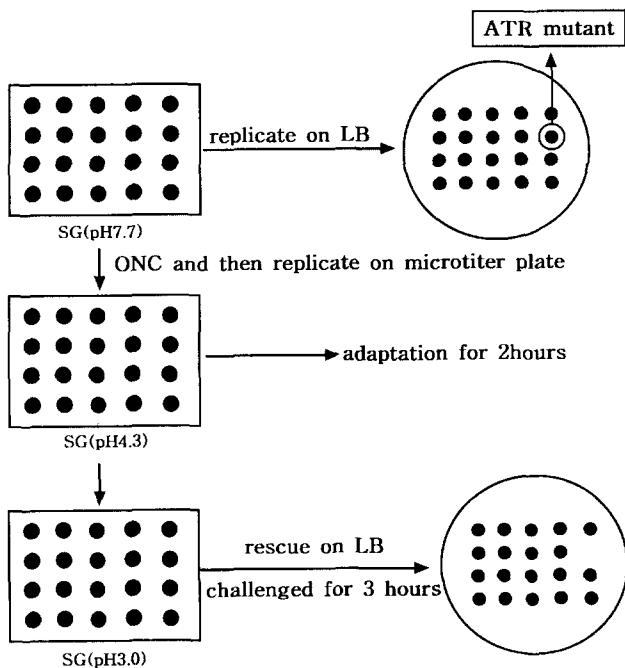 ATR mutant
replicate on LB
SG(pH7.7)
ONC and then replicate on microtiter plate
adaptation for 2hours
SG(pH4.3)
rescue on LB
challenged for 3 hours
SG(pH3.0)